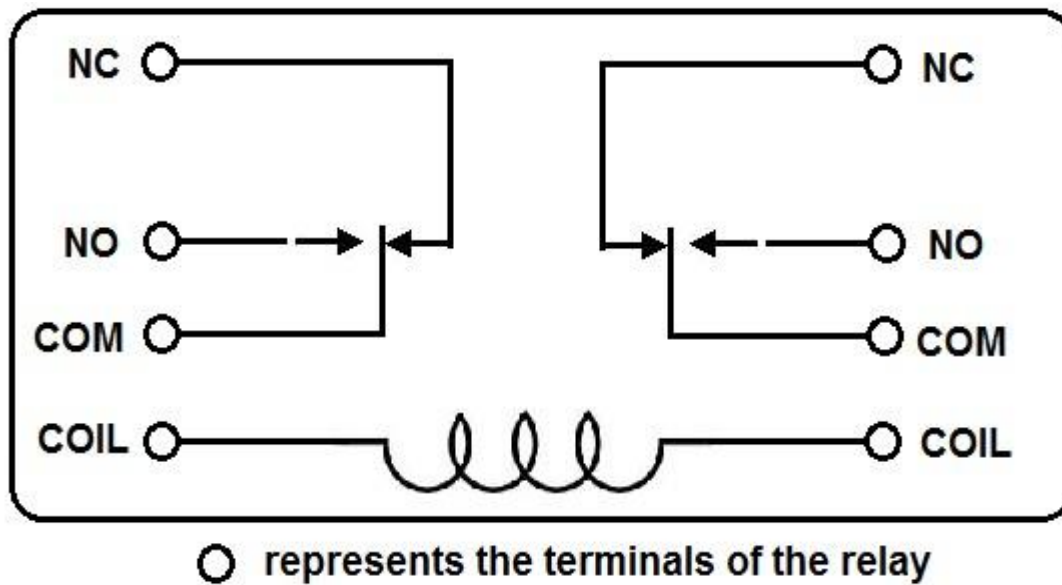 NC NC
NO NO
COM COM
COIL COIL
represents the terminals of the relay